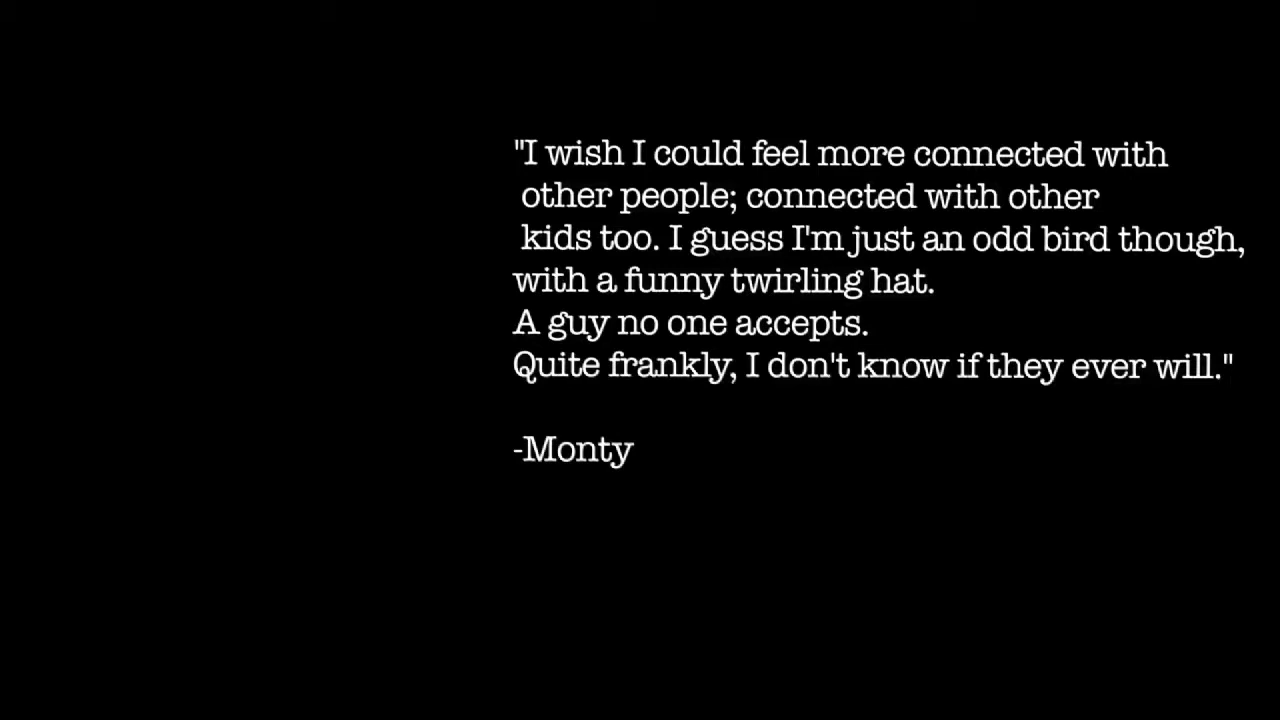 "I wish I could feel more connected with
other people; connected with other
kids too. I guess I'm just an odd bird though,
with a funny twirling hat.
A guy no one accepts.
Quite frankly, I don't know if they ever will."
-Monty